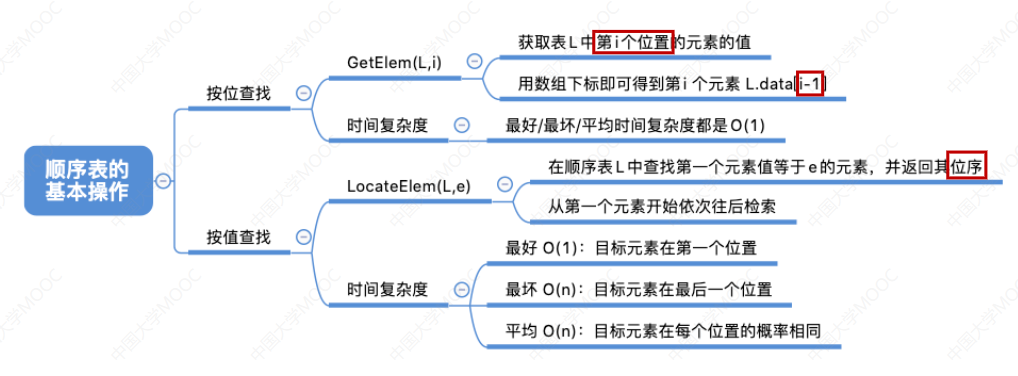 顺序表的
基本操作
按位查找
GetElem(L,i)
获取表L中第i个位置的元素的值
用数组下标即可得到第i个元素 L.data[i-1]
时间复杂度
最好/最坏/平均时间复杂度都是O(1)
按值查找
LocateElem(L,e)
在顺序表L中查找第一个元素值等于e的元素，并返回其位序
从第一个元素开始依次往后检索
时间复杂度
最好 O(1)：目标元素在第一个位置
最坏 O(n)：目标元素在最后一个位置
平均 O(n)：目标元素在每个位置的概率相同
中国大学MOOC